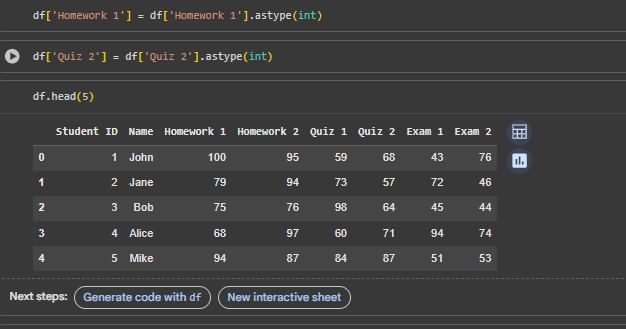 df['Homework 1'] = df['Homework 1'].astype(int)
df['Quiz 2'] = df['Quiz 2'].astype(int)
df.head(5)
Student ID Name Homework 1 Homework 2 Quiz 1 Quiz 2 Exam 1 Exam 2
0 1 John 100 95 59 68 43 76
1 2 Jane 79 94 73 57 72 46
2 3 Bob 75 76 98 64 45 44
3 4 Alice 68 97 60 71 94 74
4 5 Mike 94 87 84 87 51 53
Next steps: Generate code with df New interactive sheet